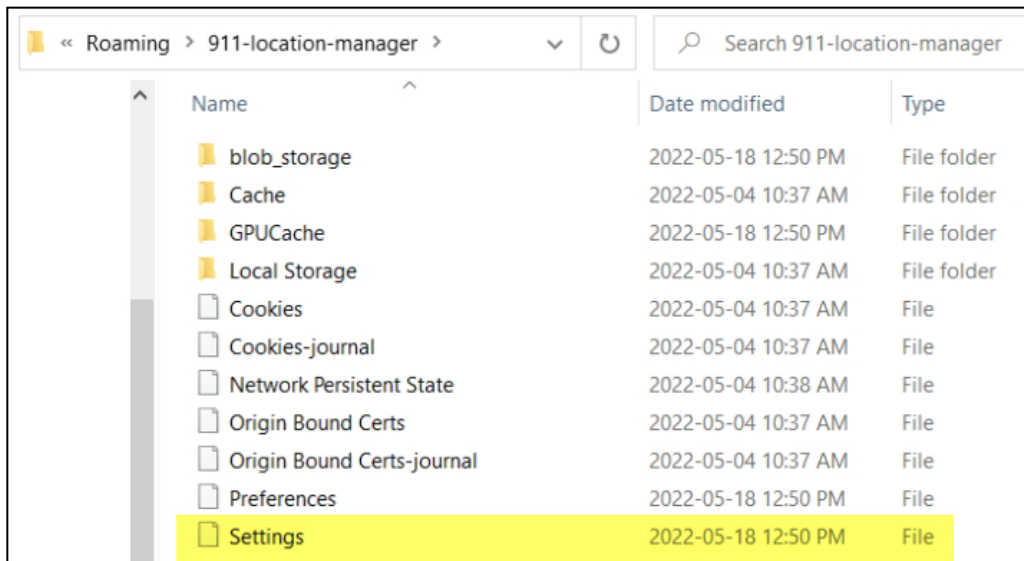 « Roaming > 911-location-manager > Search 911-location-manager
Name Date modified Type
blob_storage 2022-05-18 12:50 PM File folder
Cache 2022-05-04 10:37 AM File folder
GPUCache 2022-05-18 12:50 PM File folder
Local Storage 2022-05-04 10:37 AM File folder
Cookies 2022-05-04 10:37 AM File
Cookies-journal 2022-05-04 10:37 AM File
Network Persistent State 2022-05-04 10:38 AM File
Origin Bound Certs 2022-05-04 10:37 AM File
Origin Bound Certs-journal 2022-05-04 10:37 AM File
Preferences 2022-05-18 12:50 PM File
Settings 2022-05-18 12:50 PM File